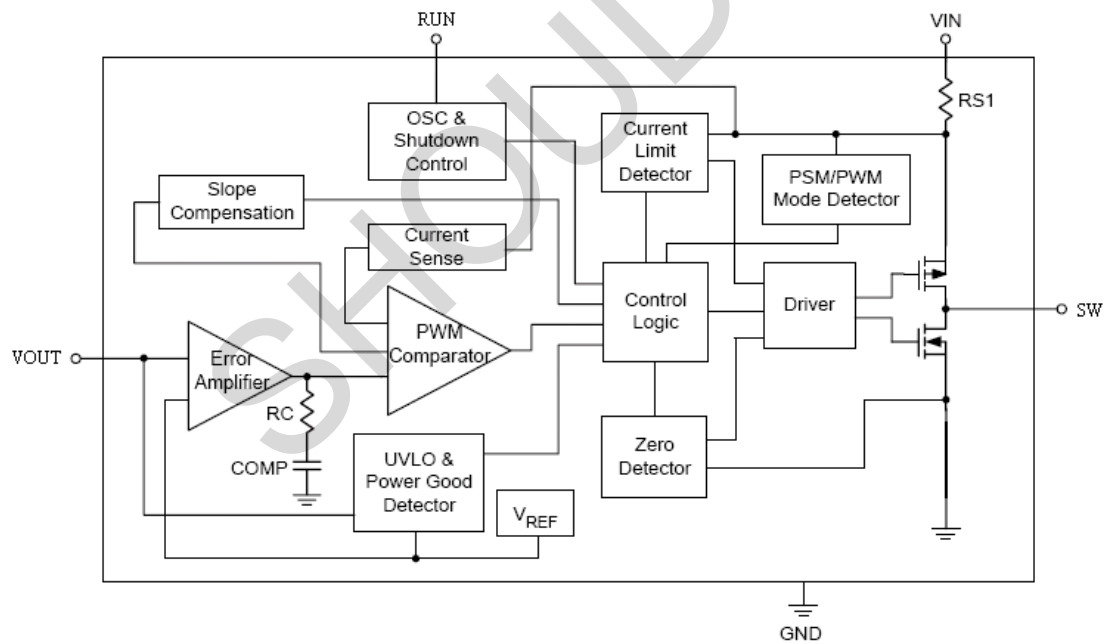 RUN
VIN
RS1
OSC &
Shutdown
Control
Current
Limit
Detector
PSM/PWM
Mode Detector
Slope
Compensation
Current
Sense
Control
Logic
Driver
SW
PWM
Comparator
VOUT
Error
Amplifier
RC
COMP
UVLO &
Power Good
Detector
VREF
Zero
Detector
GND
SHOUD